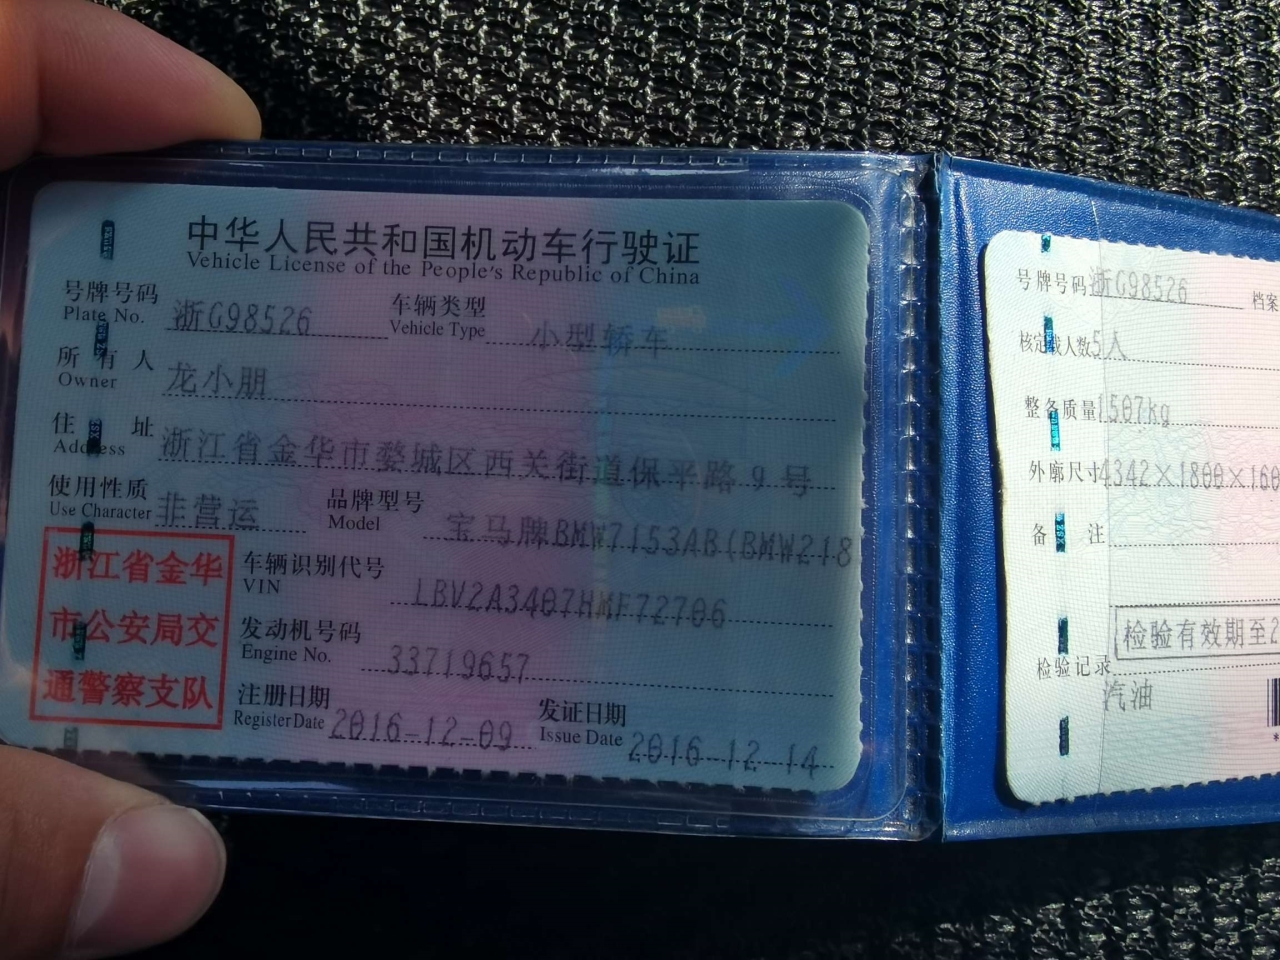 中华人民共和国机动车行驶证
Vehicle License of the People's Republic of China
号牌号码 浙G98526 车辆类型 小型轿车
Plate No. Vehicle Type
所有人 龙小朋
Owner
住址 浙江省金华市婺城区西关街道保平路9号
Address
使用性质 非营运 品牌型号 宝马牌BMW7153AB(BMW218
Use Character Model
浙江省金华
市公安局交
通警察支队
车辆识别代号 LBV2A3407HMF72706
VIN
发动机号码 33719657
Engine No.
注册日期 2016-12-09 发证日期 2016-12-14
Register Date Issue Date
号牌号码 浙G98526 档案
核定载人数 5人
整备质量 1507kg
外廓尺寸 4342×1800×160
备注
检验有效期至2
检验记录
汽油
*